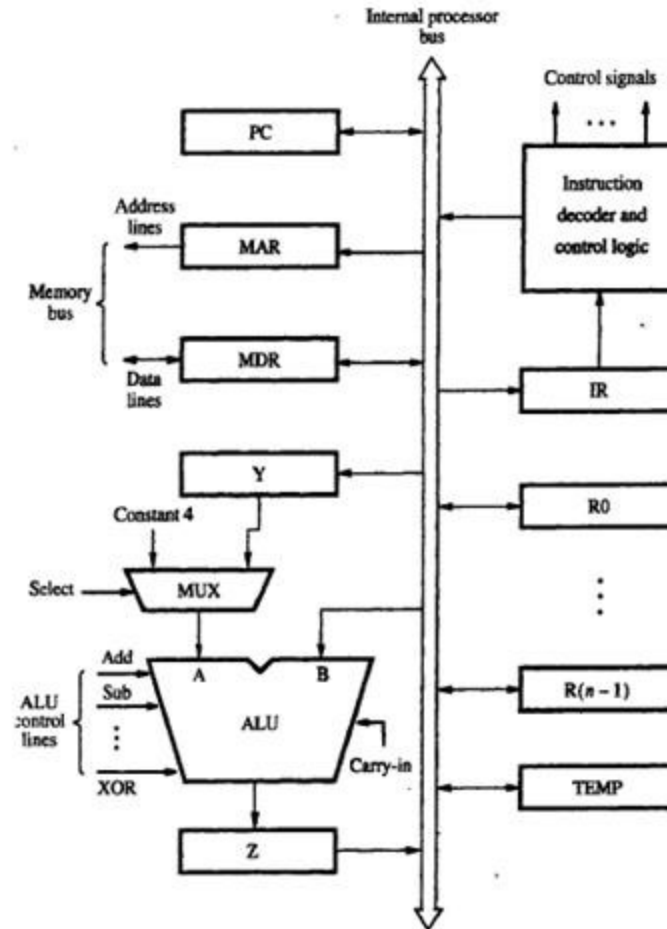 Internal processor
bus
Control signals
...
PC
Instruction
decoder and
control logic
Address
lines
MAR
Memory
bus
MDR
Data
lines
IR
Y
R0
Constant 4
Select
MUX
Add
A
B
R(n − 1)
Sub
ALU
control
lines
ALU
Carry-in
XOR
TEMP
Z